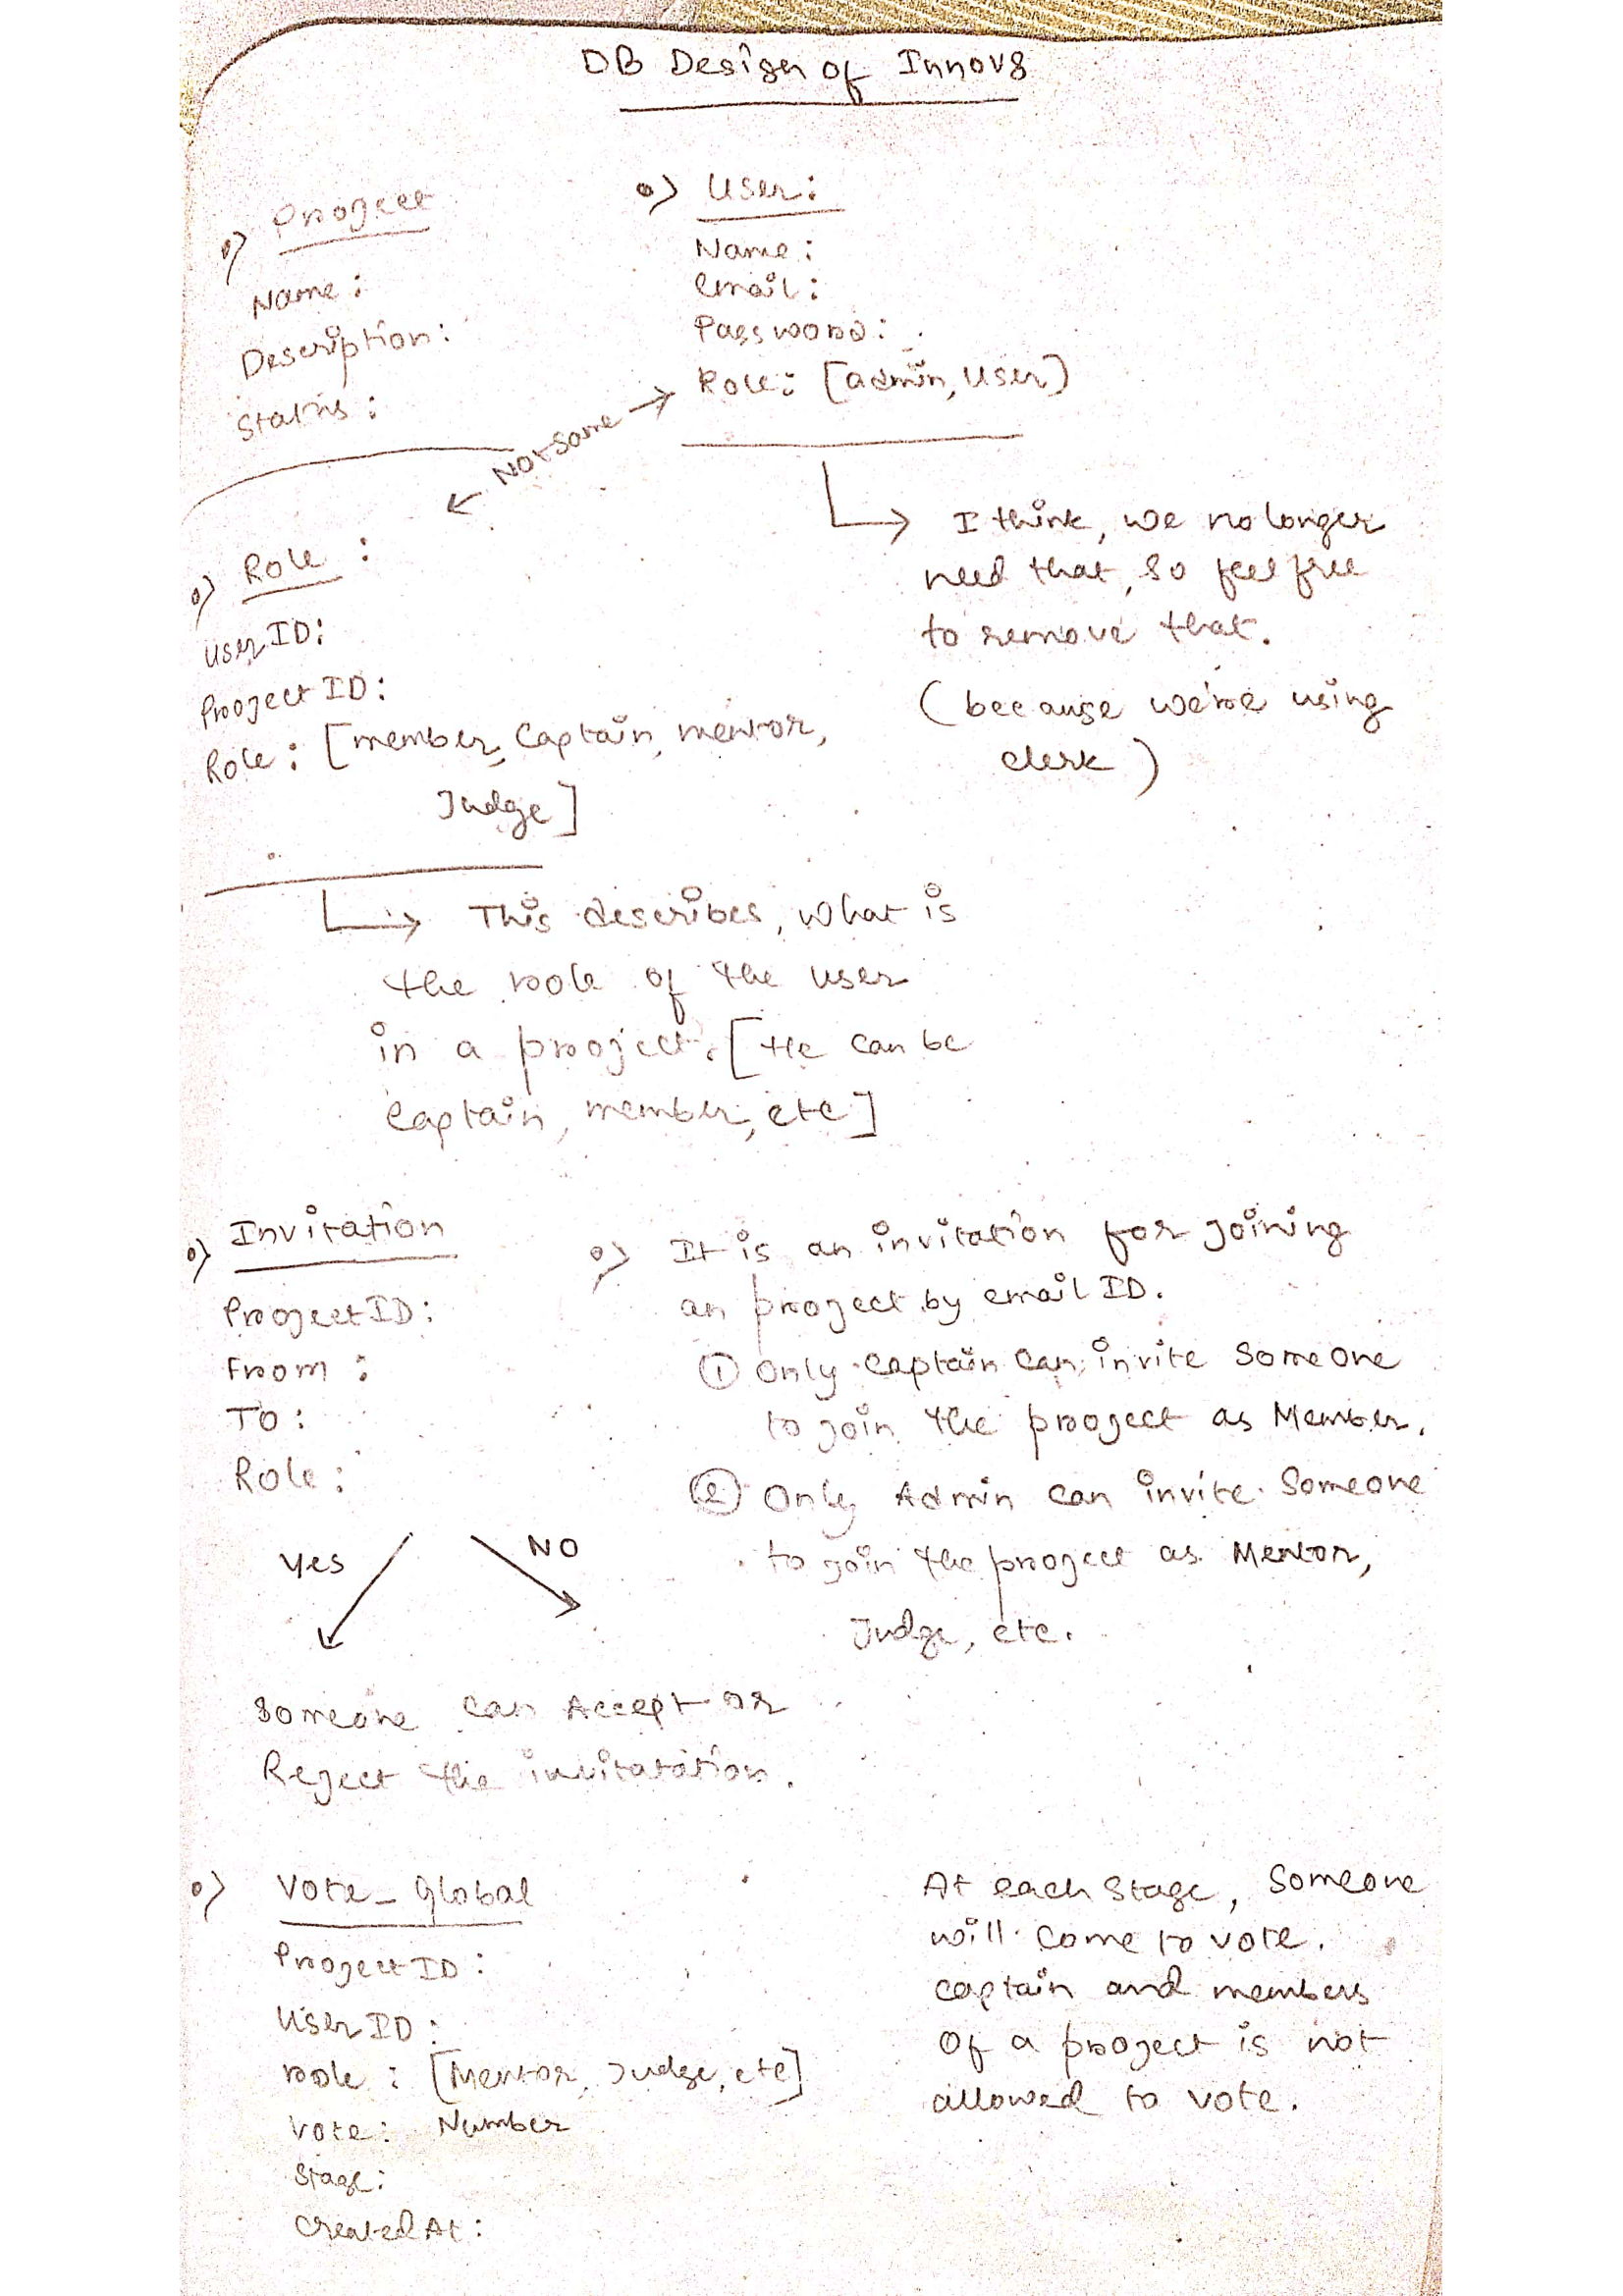 DB Design of Innov8
Project
Name:
Description:
Status:
User:
Name:
email:
Password:
Role: [admin, User]
← Not same →
I think, we no longer
need that, so feel free
to remove that.
(because we're using
clerk)
Role:
User ID:
Project ID:
Role: [member, Captain, mentor,
Judge]
This describes, what is
the role of the user
in a project. [He can be
Captain, member, etc]
Invitation
Project ID:
From:
To:
Role:
Yes
NO
Someone can Accept or
Reject the invitatation.
It is an invitation for joining
an project by email ID.
① Only captain can invite Someone
to join the project as Member.
② Only Admin can invite Someone
to join the project as Mentor,
Judge, etc.
Vote_Global
Project ID:
User ID:
role: [Mentor, Judge, etc]
Vote: Number
Stage:
CreatedAt:
At each stage, Someone
will come to vote.
captain and members
Of a project is not
allowed to vote.